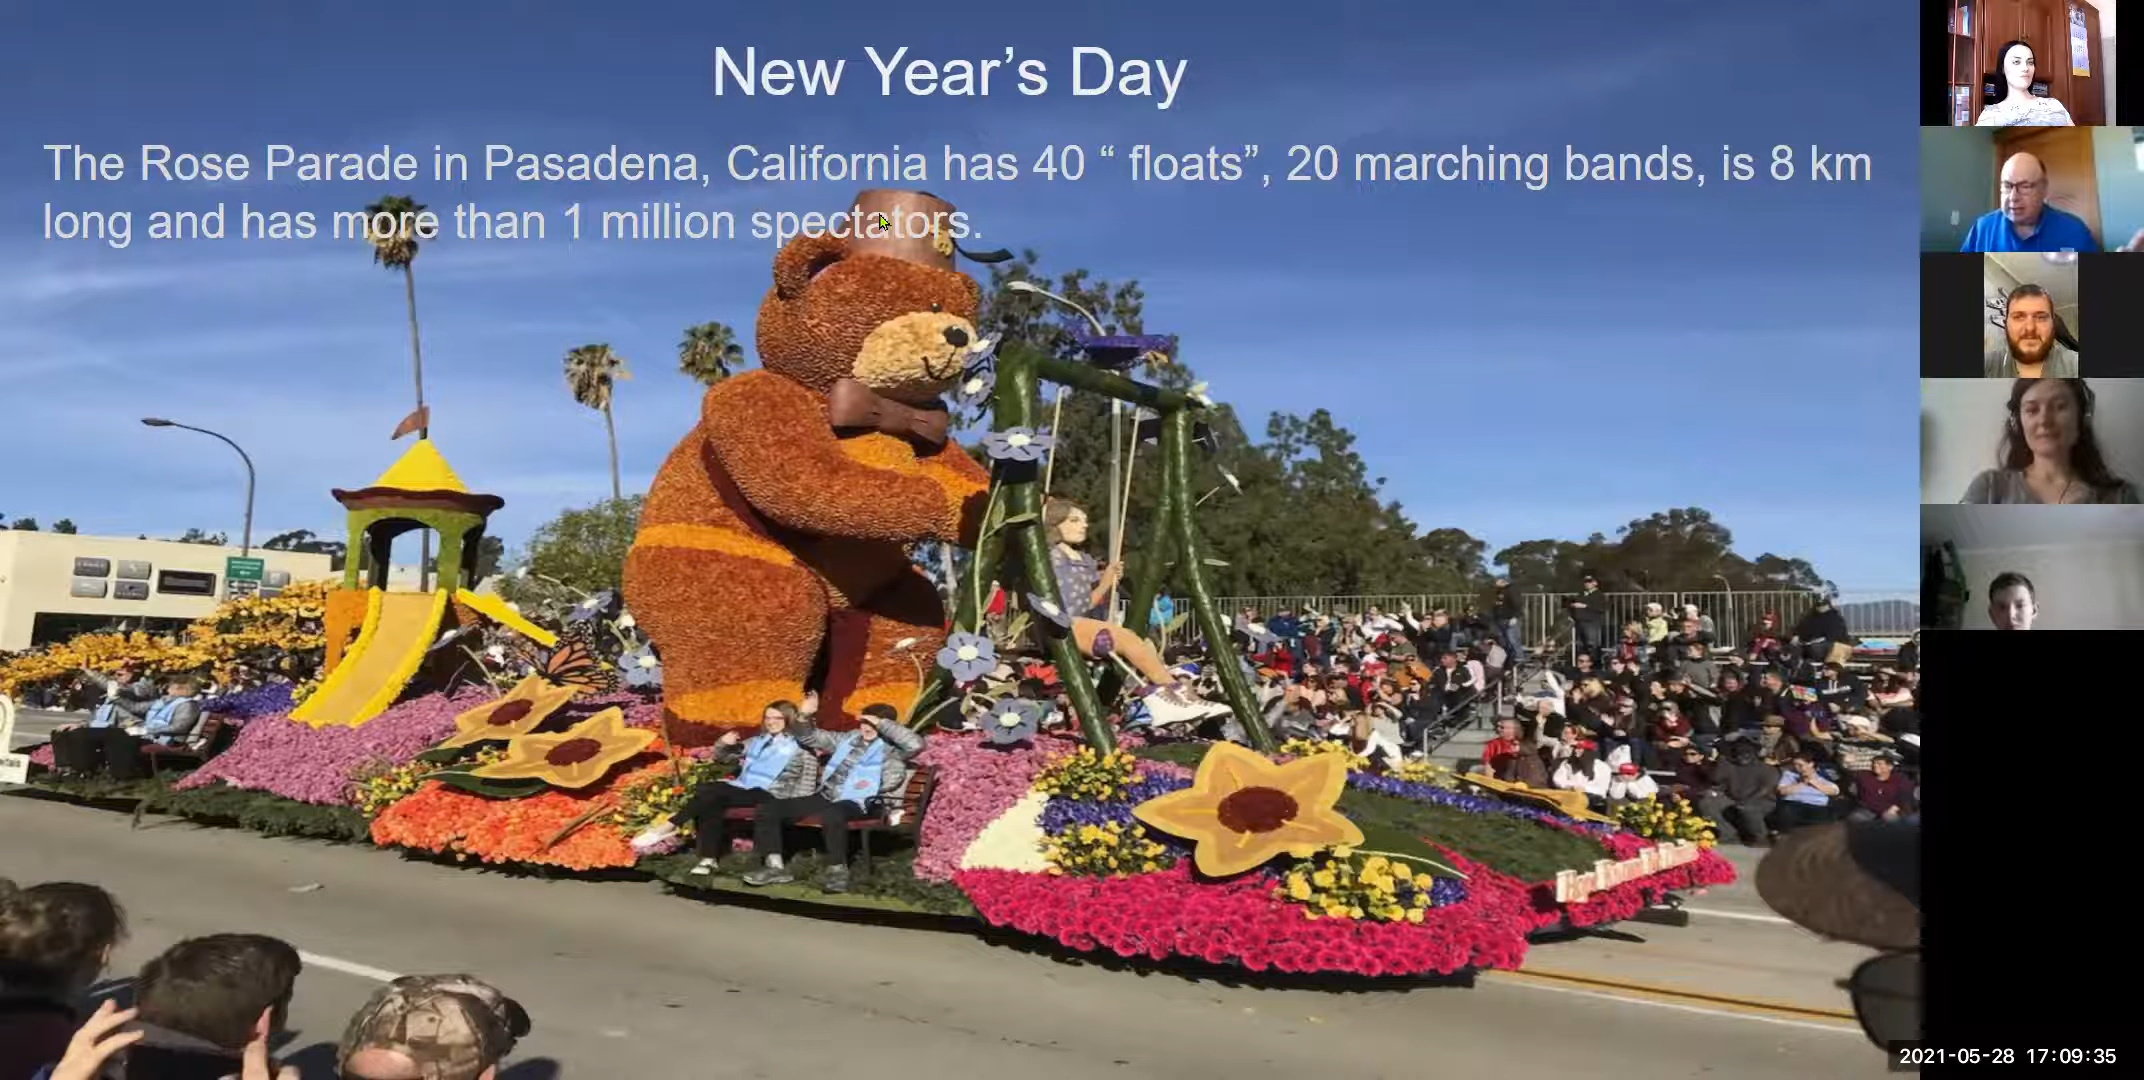 New Year’s Day
The Rose Parade in Pasadena, California has 40 “ floats”, 20 marching bands, is 8 km
long and has more than 1 million spectators.
2021-05-28 17:09:35